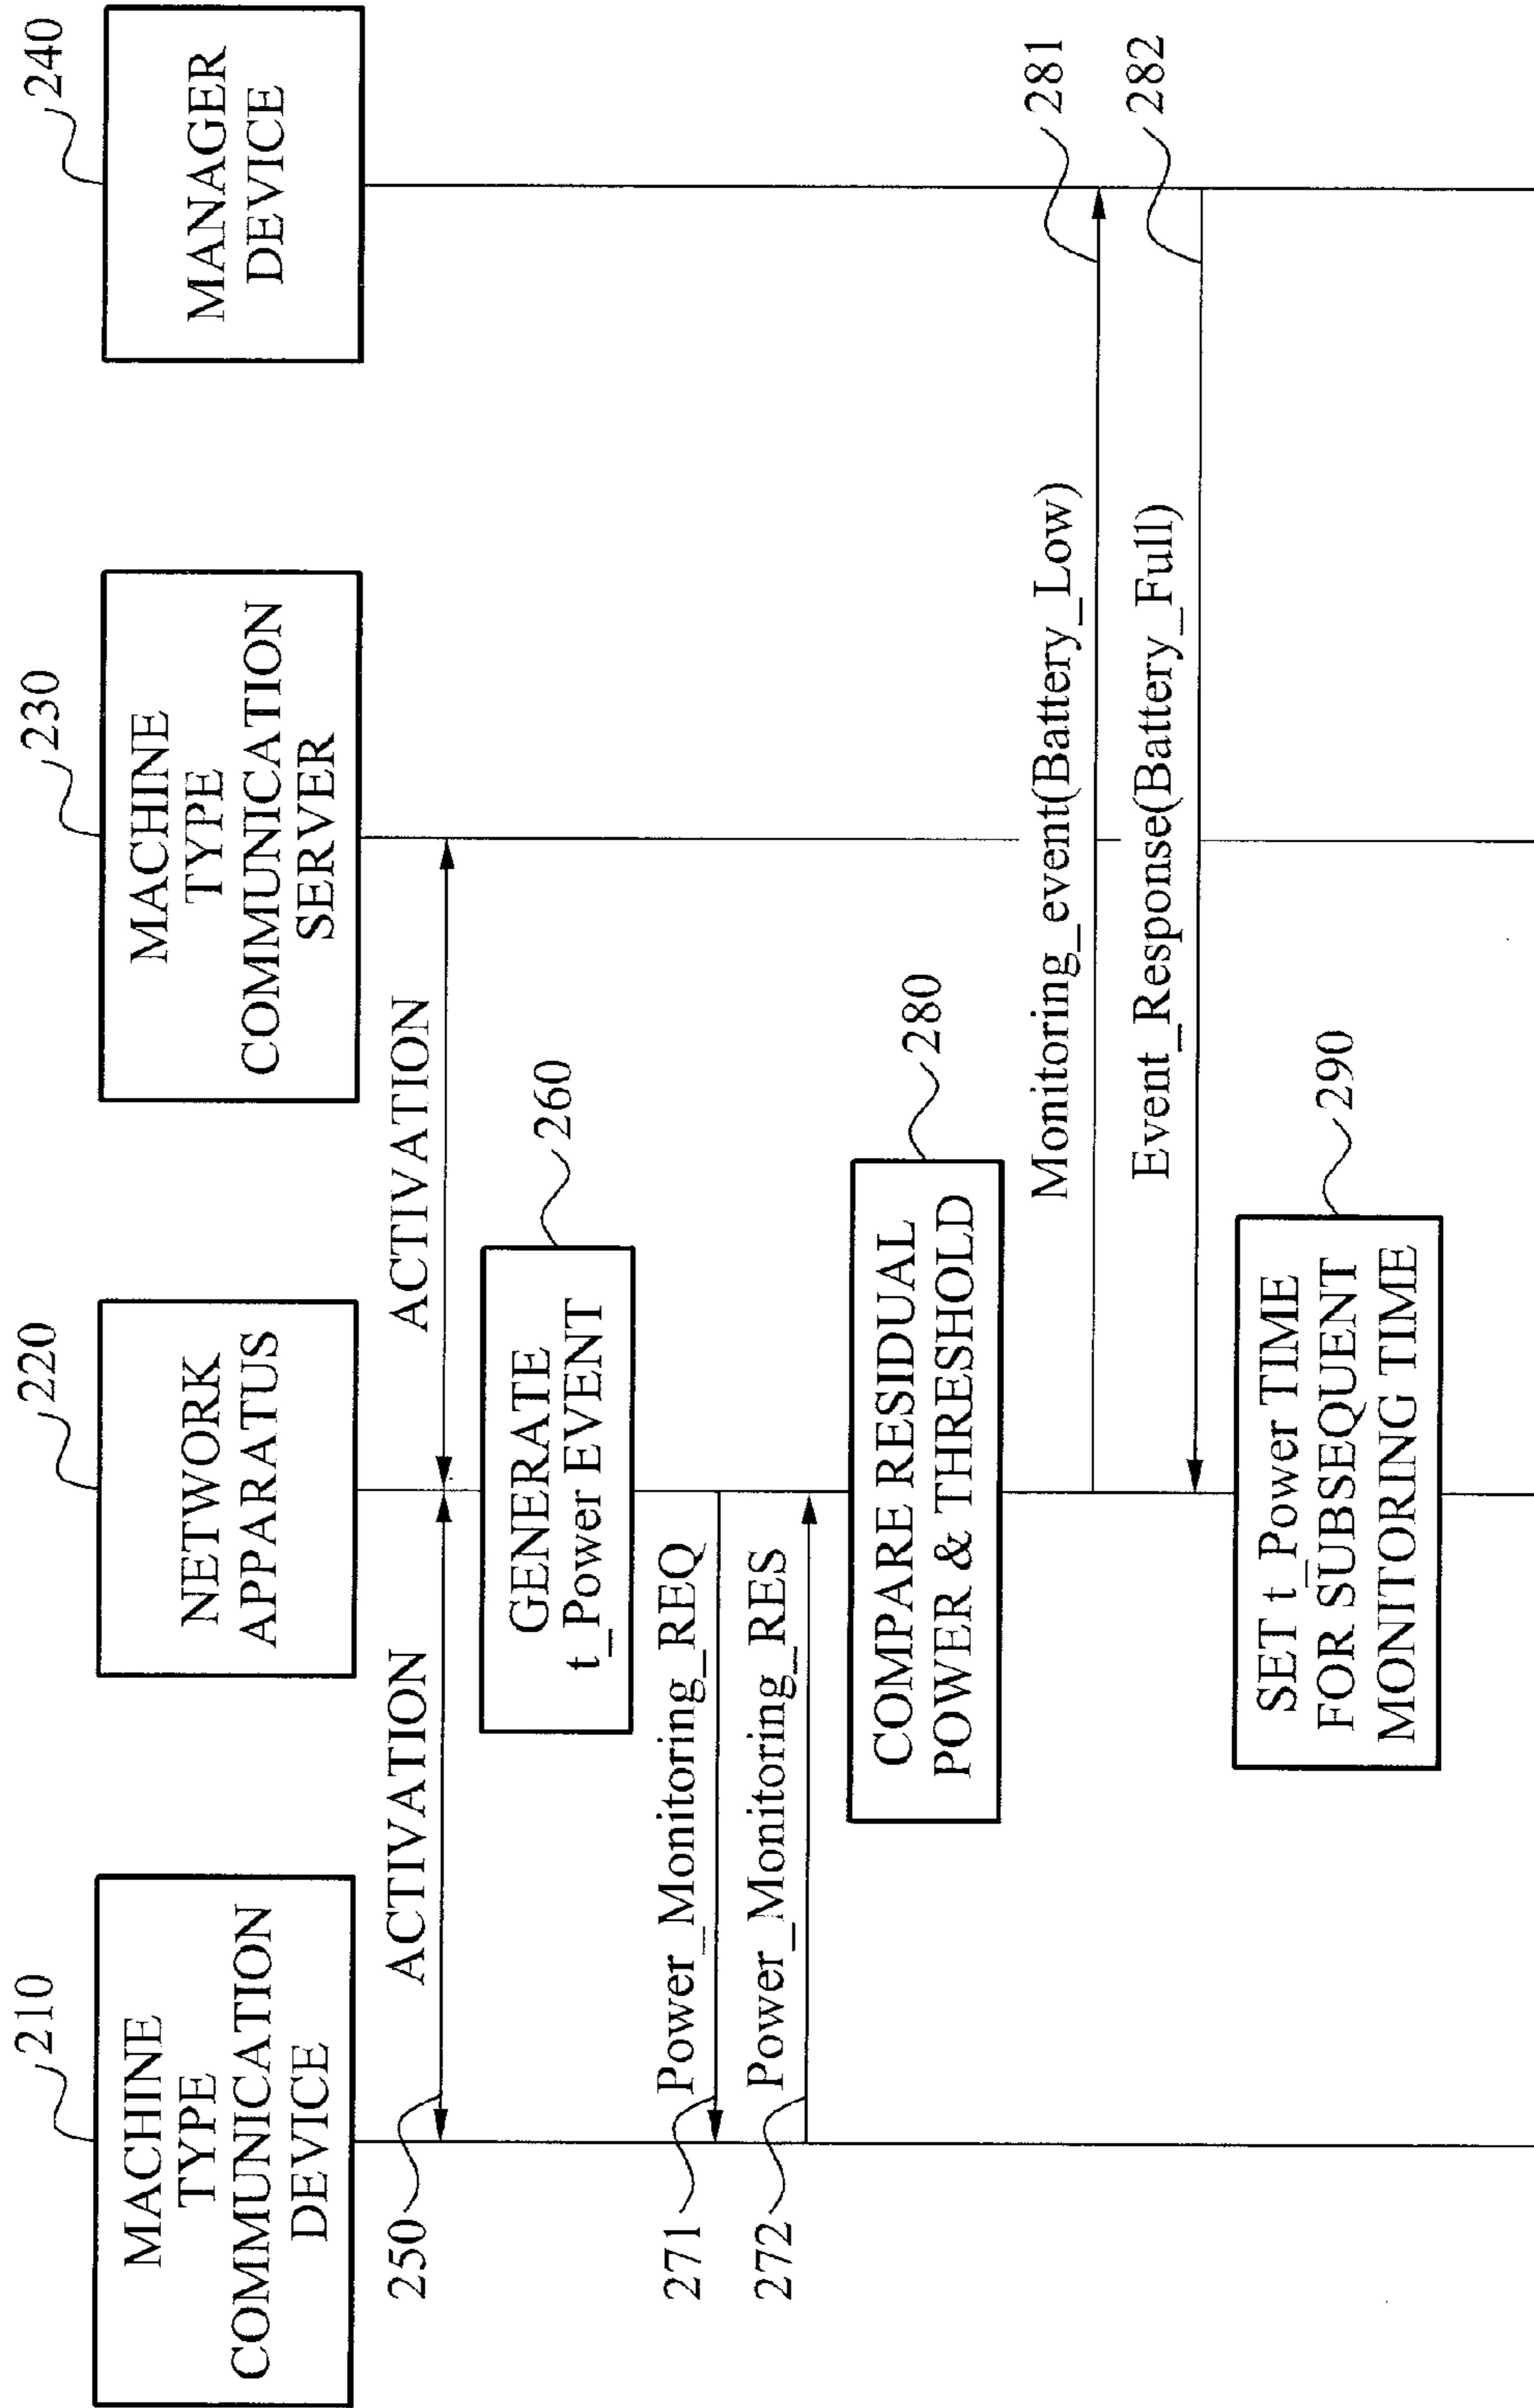 210
MACHINE
TYPE
COMMUNICATION
DEVICE
220
NETWORK
APPARATUS
230
MACHINE
TYPE
COMMUNICATION
SERVER
240
MANAGER
DEVICE
250
ACTIVATION
ACTIVATION
GENERATE
t_Power EVENT
260
271
Power_Monitoring_REQ
272
Power_Monitoring_RES
COMPARE RESIDUAL
POWER & THRESHOLD
280
Monitoring_event(Battery_Low)
281
Event_Response(Battery_Full)
282
SET t_Power TIME
FOR SUBSEQUENT
MONITORING TIME
290